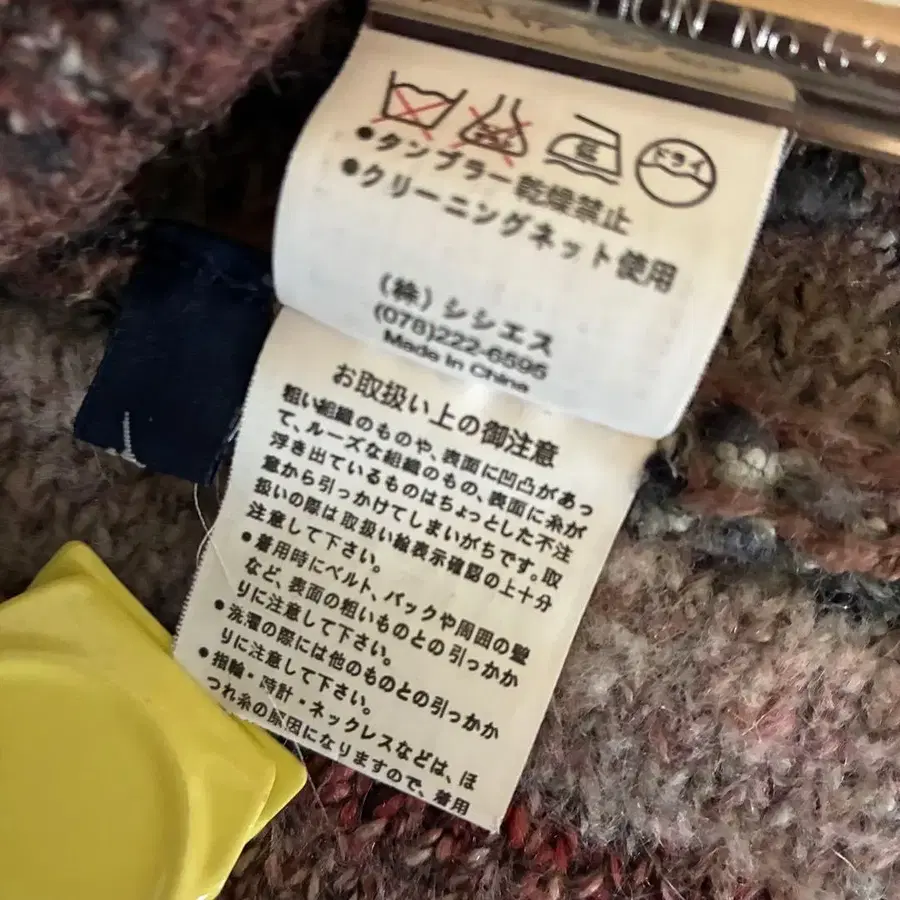 ION No. 53
低
ドライ
●タンブラー乾燥禁止
●クリーニングネット使用
(株) シシエス
(078)222-6595
Made in China
お取扱い上の御注意
粗い組織のものや、表面に凹凸があっ
て、ルーズな組織のもの、表面に糸が
浮き出ているものはちょっとした不注
意から引っかけてしまいがちです。取
扱いの際は取扱い絵表示確認の上十分
注意して下さい。
●着用時にベルト、バックや周囲の壁
など、表面の粗いものとの引っかか
りに注意して下さい。
●洗濯の際には他のものとの引っかか
りに注意して下さい。
●指輪・時計・ネックレスなどは、ほ
つれ糸の原因になりますので、着用